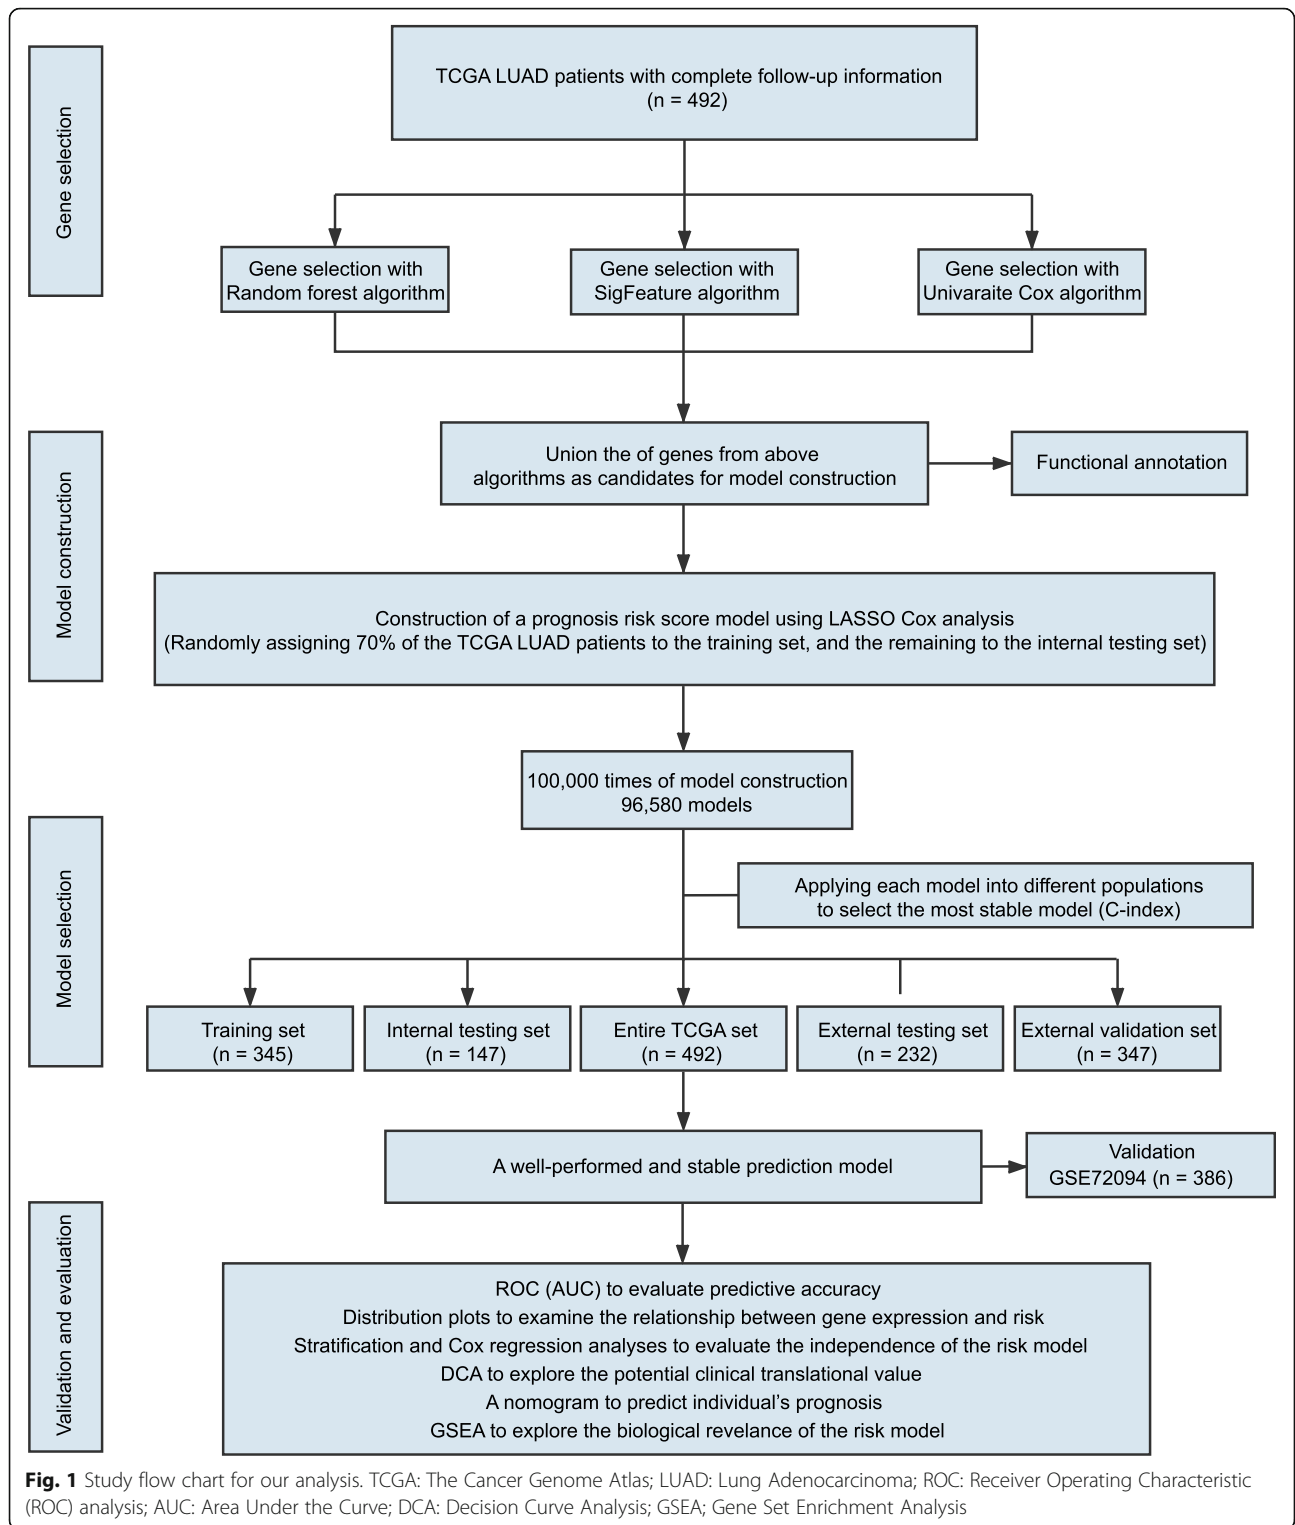 Gene selection
TCGA LUAD patients with complete follow-up information
(n = 492)
Gene selection with
Random forest algorithm
Gene selection with
SigFeature algorithm
Gene selection with
Univaraite Cox algorithm
Model construction
Union the of genes from above
algorithms as candidates for model construction
Functional annotation
Construction of a prognosis risk score model using LASSO Cox analysis
(Randomly assigning 70% of the TCGA LUAD patients to the training set, and the remaining to the internal testing set)
Model selection
100,000 times of model construction
96,580 models
Applying each model into different populations
to select the most stable model (C-index)
Training set
(n = 345)
Internal testing set
(n = 147)
Entire TCGA set
(n = 492)
External testing set
(n = 232)
External validation set
(n = 347)
A well-performed and stable prediction model
Validation
GSE72094 (n = 386)
Validation and evaluation
ROC (AUC) to evaluate predictive accuracy
Distribution plots to examine the relationship between gene expression and risk
Stratification and Cox regression analyses to evaluate the independence of the risk model
DCA to explore the potential clinical translational value
A nomogram to predict individual’s prognosis
GSEA to explore the biological revelance of the risk model
Fig. 1 Study flow chart for our analysis. TCGA: The Cancer Genome Atlas; LUAD: Lung Adenocarcinoma; ROC: Receiver Operating Characteristic
(ROC) analysis; AUC: Area Under the Curve; DCA: Decision Curve Analysis; GSEA; Gene Set Enrichment Analysis